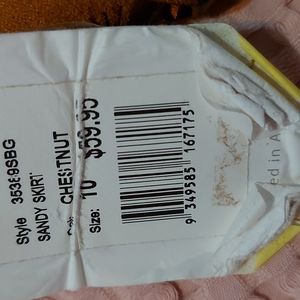 Style 35369SBG
SANDY SKIRT
CHESTNUT
Size: 10 $59.95
9 349585 167175
ed in A